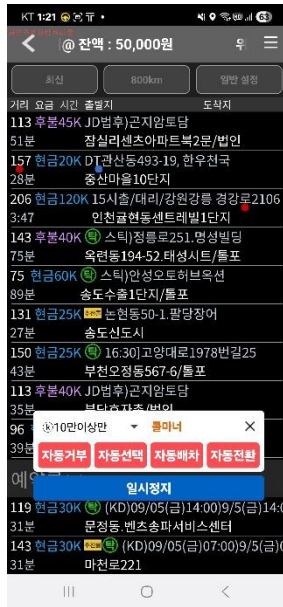 KT 1:21
63
@ 잔액 : 50,000원
우
최신
800km
일반 설정
거리 요금 시간 출발지 도착지
113 후불45K JD법후)곤지암토담
51분 잠실리센츠아파트북2문/법인
157 현금20K DT관산동493-19, 한우천국
28분 중산마을10단지
206 현금120K 15시출/대리/강원강릉 경강로2106
3:47 인천귤현동센트레빌1단지
143 후불40K 탁 스틱)정릉로251.명성빌딩
75분 옥련동194-52.태성시트/톨포
75 현금60K 탁 스틱)안성오토허브옥션
89분 송도수출1단지/톨포
131 현금25K 논현동50-1.팔당장어
27분 송도신도시
150 현금25K 탁 16:30]고양대로1978번길25
43분 부천오정동567-6/톨포
113 후불40K JD법후)곤지암토담
35분
96
39분
k 10만이상만
콜마너
자동거부
자동선택
자동배차
자동전환
일시정지
119 현금30K 탁 (KD)09/05(금)14:00)9/5(금)14:
31분 문정동.벤츠송파서비스센터
143 현금30K 탁 (KD)09/05(금)07:00)9/5(금)
31분 마천로221